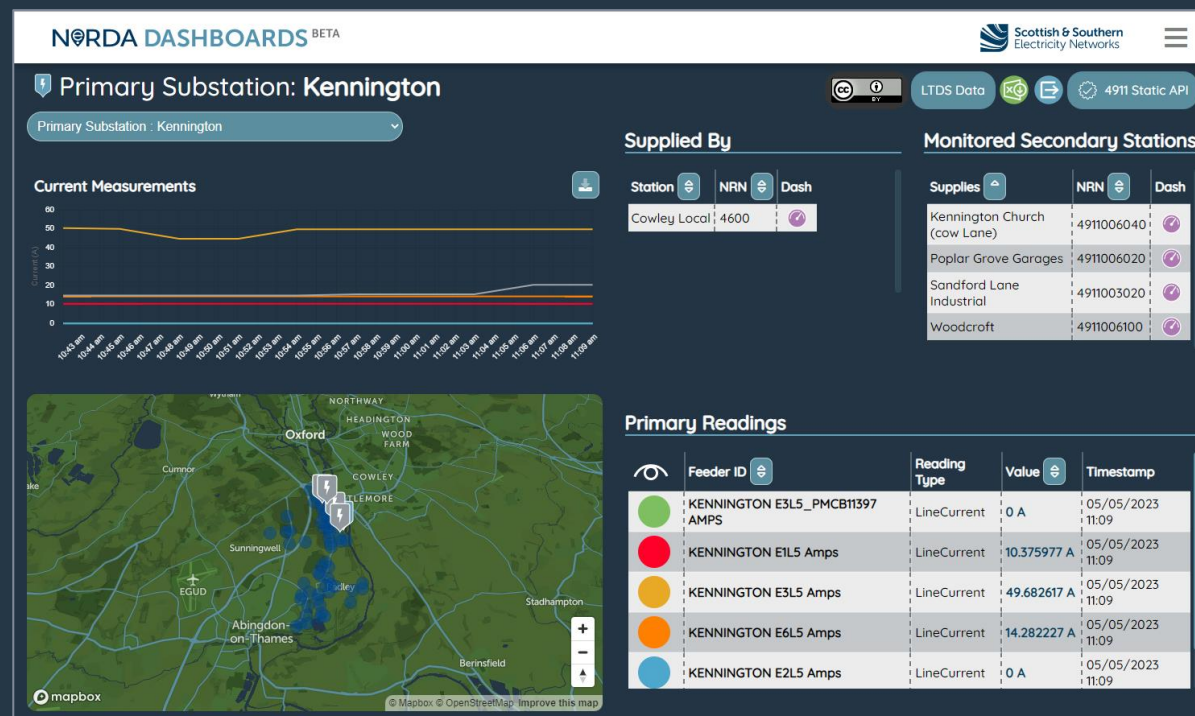 NERDA DASHBOARDS BETA
Scottish & Southern
Electricity Networks
Primary Substation: Kennington
cc BY
LTDS Data
4911 Static API
Primary Substation : Kennington
Supplied By
Monitored Secondary Stations
Current Measurements
Station NRN Dash
Cowley Local 4600
Supplies NRN Dash
Kennington Church
(cow Lane) 4911006040
Poplar Grove Garages 4911006020
Sandford Lane
Industrial 4911003020
Woodcroft 4911006100
Current (A)
60
50
40
30
20
10
0
10:43 am 10:44 am 10:45 am 10:46 am 10:47 am 10:48 am 10:49 am 10:50 am 10:51 am 10:52 am 10:53 am 10:54 am 10:55 am 10:56 am 10:57 am 10:58 am 10:59 am 11:00 am 11:01 am 11:02 am 11:03 am 11:04 am 11:05 am 11:06 am 11:07 am 11:08 am 11:09 am
NORTHWAY
HEADINGTON
Oxford
WOOD
FARM
Cumnor
COWLEY
TLEMORE
Sunningwell
EGUD
dley
Stadhampton
Abingdon-
on-Thames
Berinsfield
mapbox
© Mapbox © OpenStreetMap Improve this map
Primary Readings
Feeder ID
Reading
Type
Value
Timestamp
KENNINGTON E3L5_PMCB11397
AMPS
LineCurrent
0 A
05/05/2023
11:09
KENNINGTON E1L5 Amps
LineCurrent
10.375977 A
05/05/2023
11:09
KENNINGTON E3L5 Amps
LineCurrent
49.682617 A
05/05/2023
11:09
KENNINGTON E6L5 Amps
LineCurrent
14.282227 A
05/05/2023
11:09
KENNINGTON E2L5 Amps
LineCurrent
0 A
05/05/2023
11:09